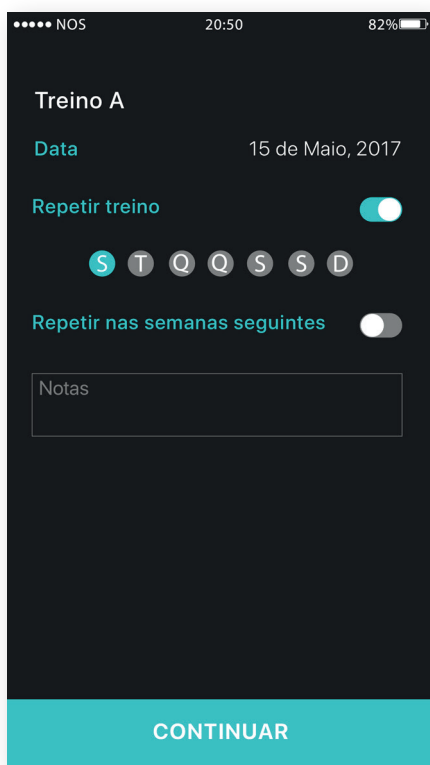 NOS 20:50 82%
Treino A
Data 15 de Maio, 2017
Repetir treino
S T Q Q S S D
Repetir nas semanas seguintes
Notas
CONTINUAR